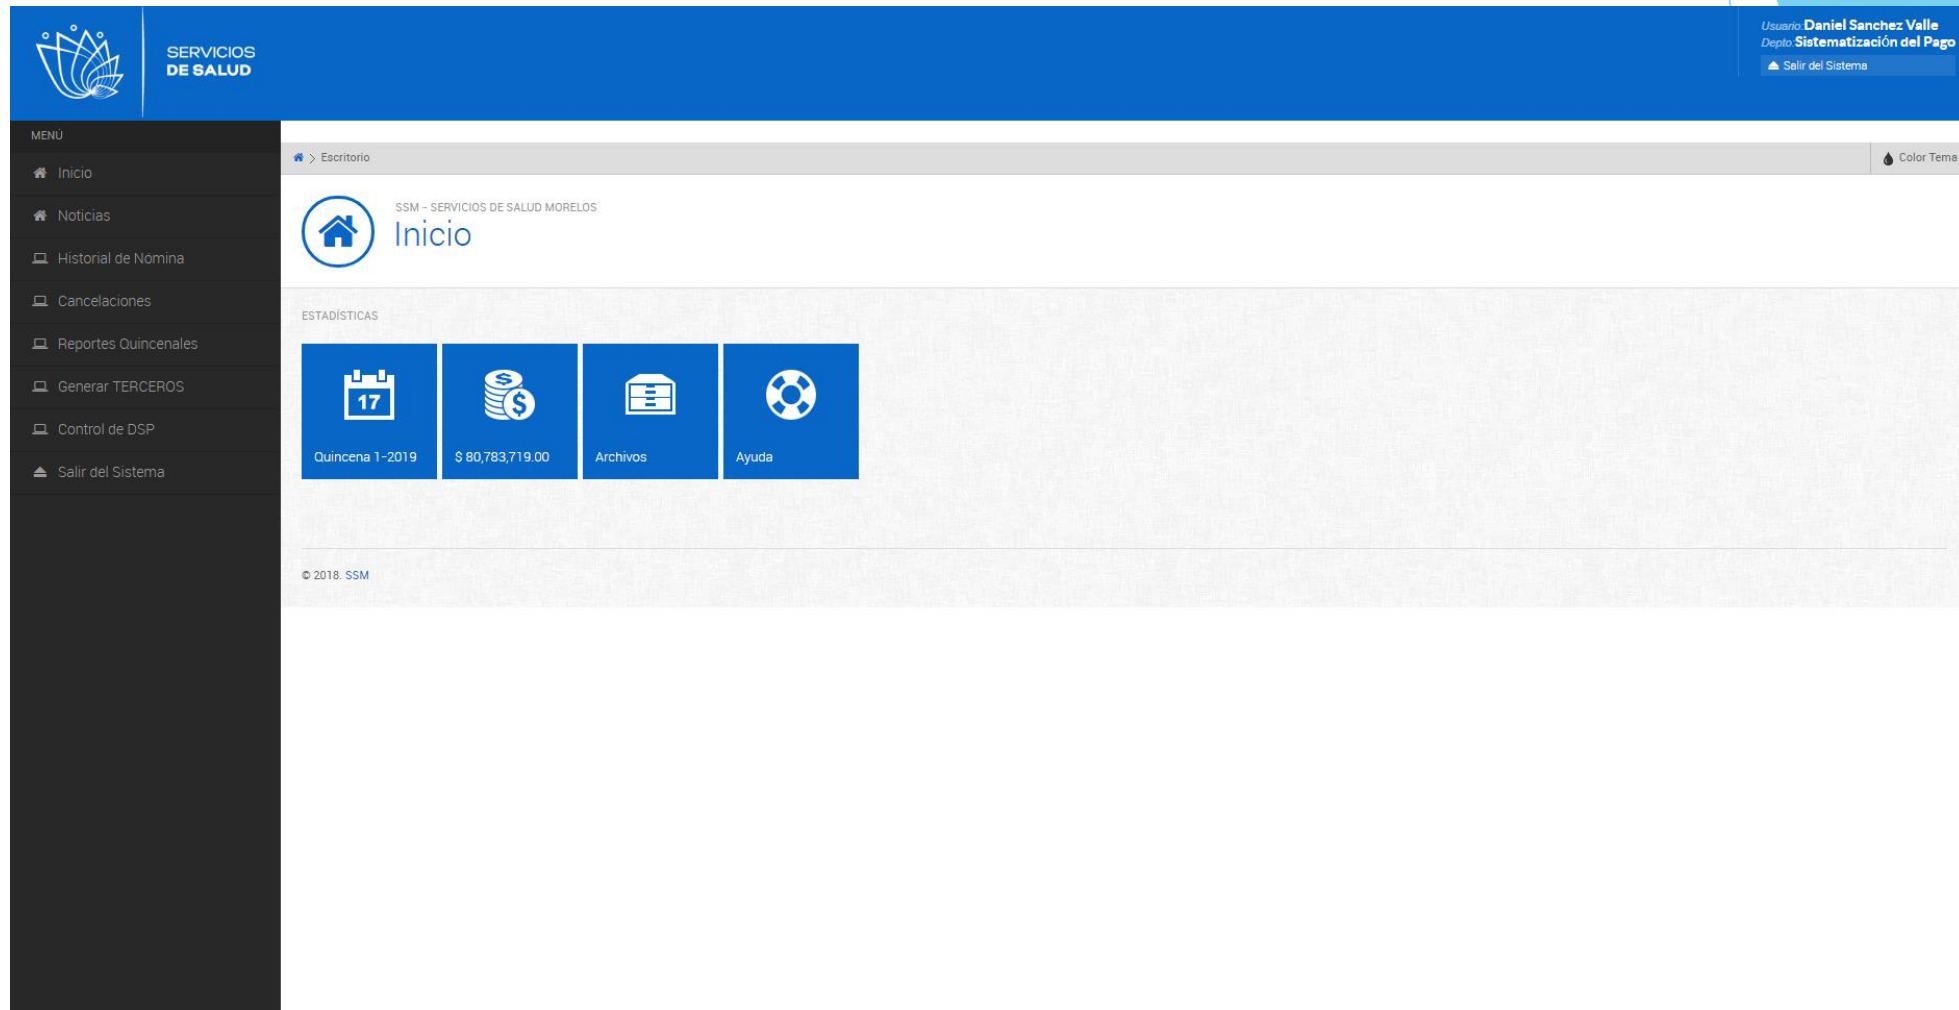 SERVICIOS
DE SALUD
Usuario:Daniel Sanchez Valle
Depto:Sistematización del Pago
Salir del Sistema
MENÚ
Inicio
Noticias
Historial de Nómina
Cancelaciones
Reportes Quincenales
Generar TERCEROS
Control de DSP
Salir del Sistema
> Escritorio
Color Tema
SSM - SERVICIOS DE SALUD MORELOS
Inicio
ESTADÍSTICAS
17
Quincena 1-2019
$ 80,783,719.00
Archivos
Ayuda
© 2018. SSM